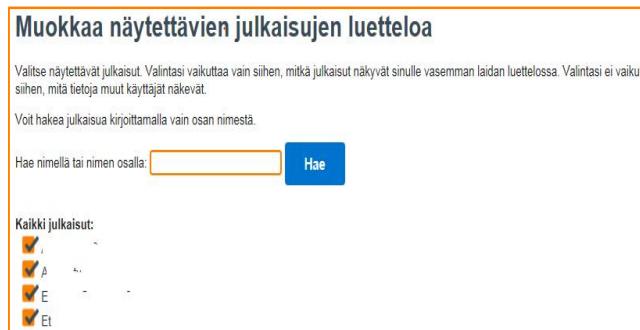 Muokkaa näytettävien julkaisujen luetteloa
Valitse näytettävät julkaisut. Valintasi vaikuttaa vain siihen, mitkä julkaisut näkyvät sinulle vasemman laidan luettelossa. Valintasi ei vaiku
siihen, mitä tietoja muut käyttäjät näkevät.
Voit hakea julkaisua kirjoittamalla vain osan nimestä.
Hae nimellä tai nimen osalla: Hae
Kaikki julkaisut:
A
E
Et